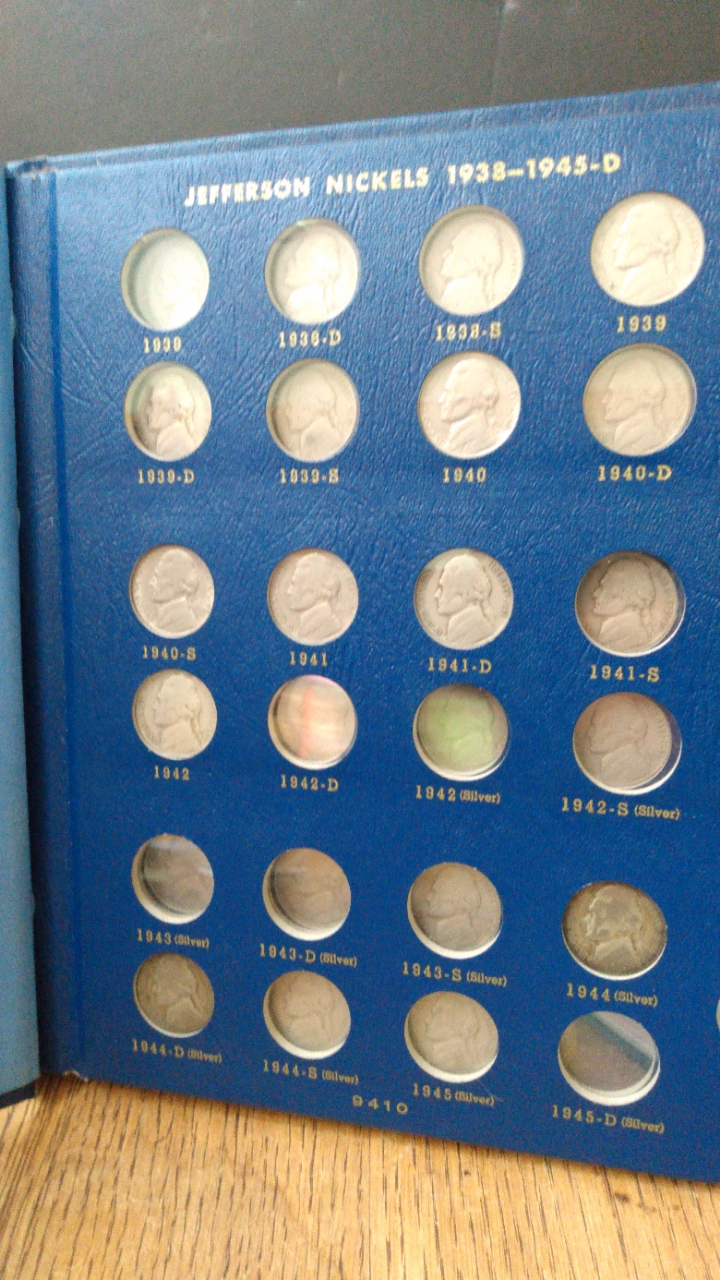 JEFFERSON NICKELS 1938-1945-D
1938 1938-D 1938-S 1939
1939-D 1939-S 1940 1940-D
1940-S 1941 1941-D 1941-S
1942 1942-D 1942 (Silver) 1942-S (Silver)
1943 (Silver) 1943-D (Silver) 1943-S (Silver) 1944 (Silver)
1944-D (Silver) 1944-S (Silver) 1945 (Silver) 1945-D (Silver)
9410